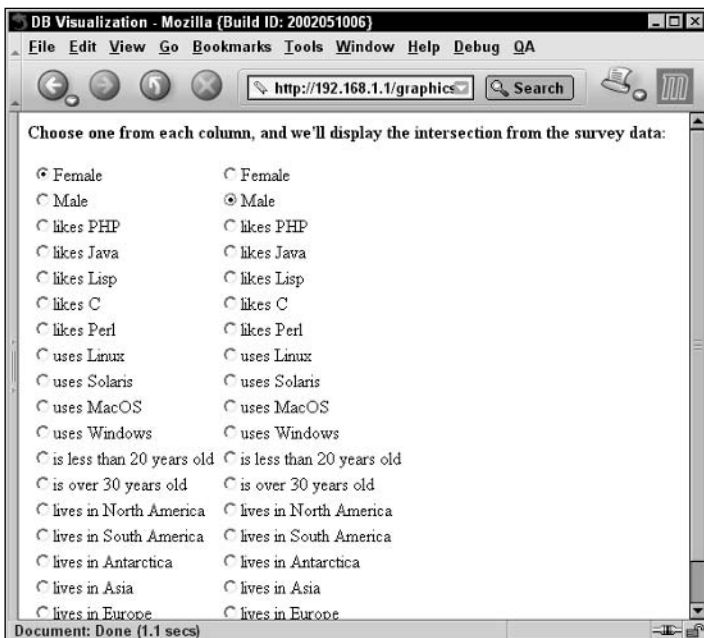 DB Visualization - Mozilla {Build ID: 2002051006}
File Edit View Go Bookmarks Tools Window Help Debug QA
http://192.168.1.1/graphics Search
Choose one from each column, and we'll display the intersection from the survey data:
Female Female
Male Male
likes PHP likes PHP
likes Java likes Java
likes Lisp likes Lisp
likes C likes C
likes Perl likes Perl
uses Linux uses Linux
uses Solaris uses Solaris
uses MacOS uses MacOS
uses Windows uses Windows
is less than 20 years old is less than 20 years old
is over 30 years old is over 30 years old
lives in North America lives in North America
lives in South America lives in South America
lives in Antarctica lives in Antarctica
lives in Asia lives in Asia
lives in Europe lives in Europe
Document: Done (1.1 secs)